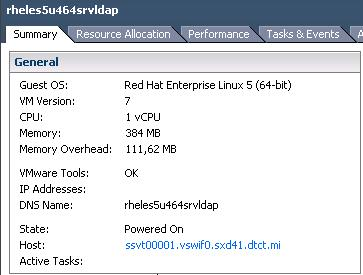 rheles5u464srvldap
Summary Resource Allocation Performance Tasks & Events A
General
Guest OS: Red Hat Enterprise Linux 5 (64-bit)
VM Version: 7
CPU: 1 vCPU
Memory: 384 MB
Memory Overhead: 111,62 MB
VMware Tools: OK
IP Addresses:
DNS Name: rheles5u464srvldap
State: Powered On
Host: ssvt00001.vswif0.sxd41.dtct.mi
Active Tasks: